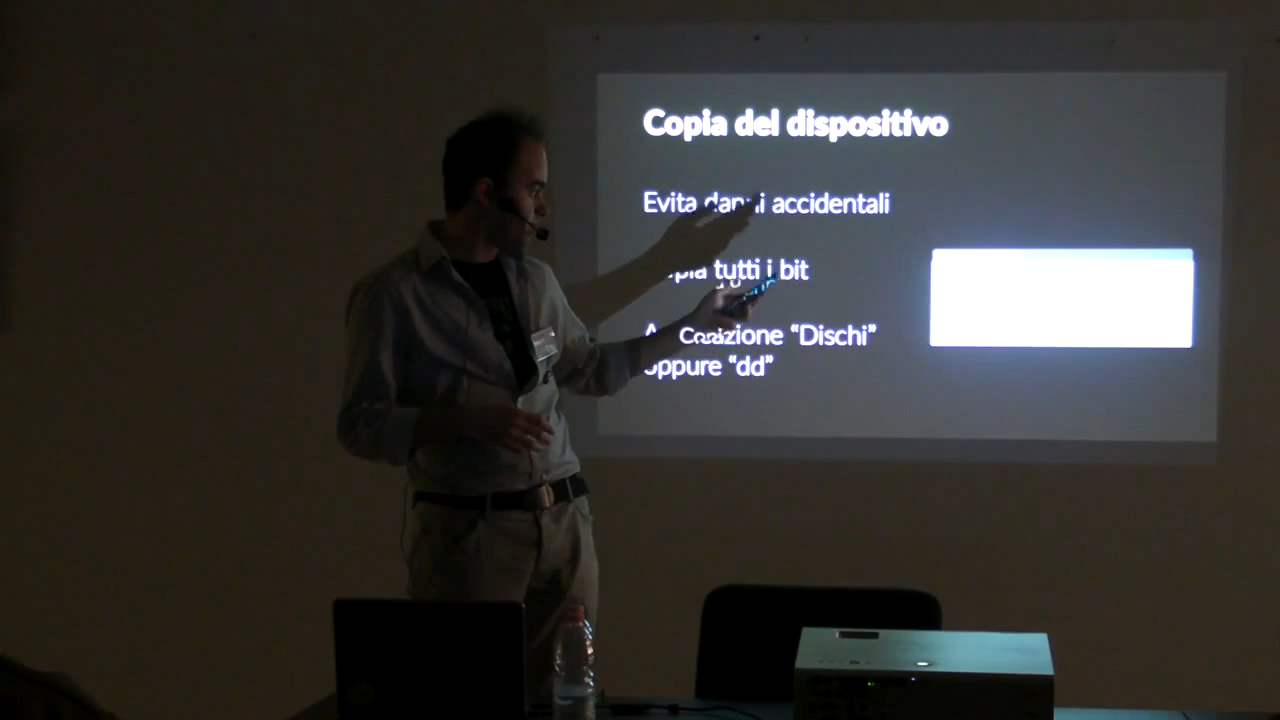 Copia del dispositivo
Evita danni accidentali
tutti i bit
“Dischi”
oppure “dd”